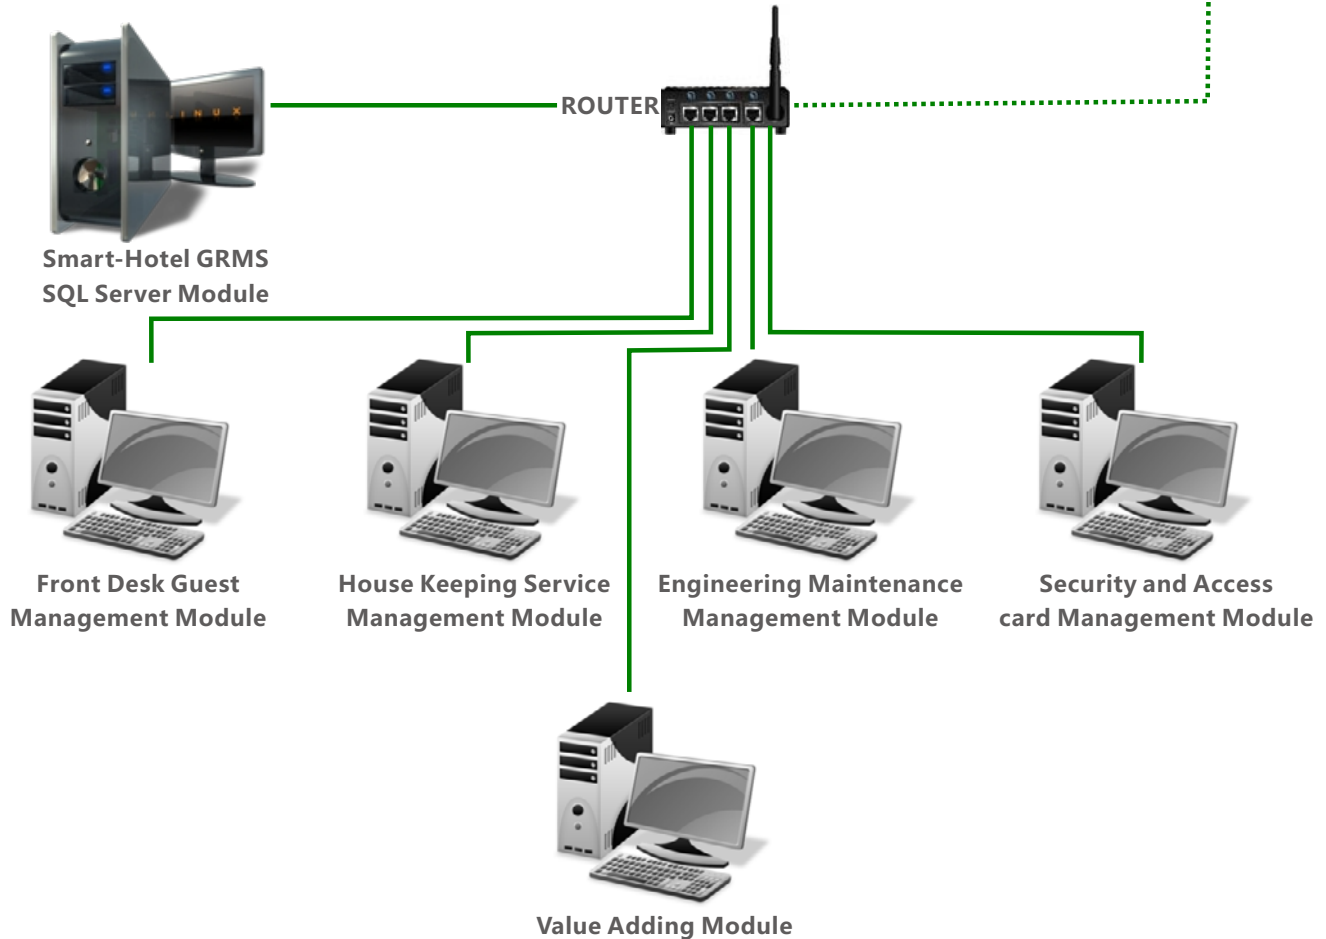 ROUTER
Smart-Hotel GRMS
SQL Server Module
Front Desk Guest
Management Module
House Keeping Service
Management Module
Engineering Maintenance
Management Module
Security and Access
card Management Module
Value Adding Module